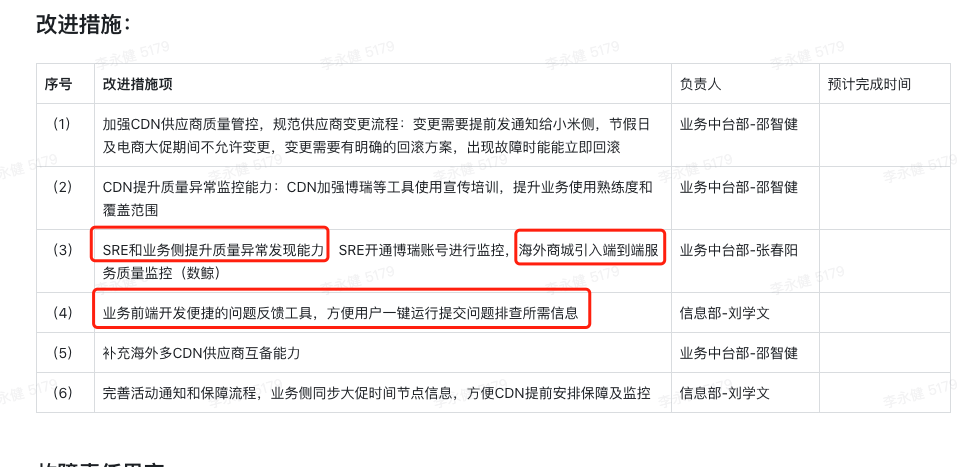 改进措施：
序号 改进措施项 负责人 预计完成时间
（1） 加强CDN供应商质量管控，规范供应商变更流程：变更需要提前发通知给小米侧，节假日 业务中台部-邵智健
及电商大促期间不允许变更，变更需要有明确的回滚方案，出现故障时能能立即回滚
（2） CDN提升质量异常监控能力：CDN加强博瑞等工具使用宣传培训，提升业务使用熟练度和 业务中台部-邵智健
覆盖范围
（3） SRE和业务侧提升质量异常发现能力 SRE开通博瑞账号进行监控，海外商城引入端到端服 业务中台部-张春阳
务质量监控（数鲸）
（4） 业务前端开发便捷的问题反馈工具，方便用户一键运行提交问题排查所需信息 信息部-刘学文
（5） 补充海外多CDN供应商互备能力 业务中台部-邵智健
（6） 完善活动通知和保障流程，业务侧同步大促时间节点信息，方便CDN提前安排保障及监控 信息部-刘学文
李永健 5179